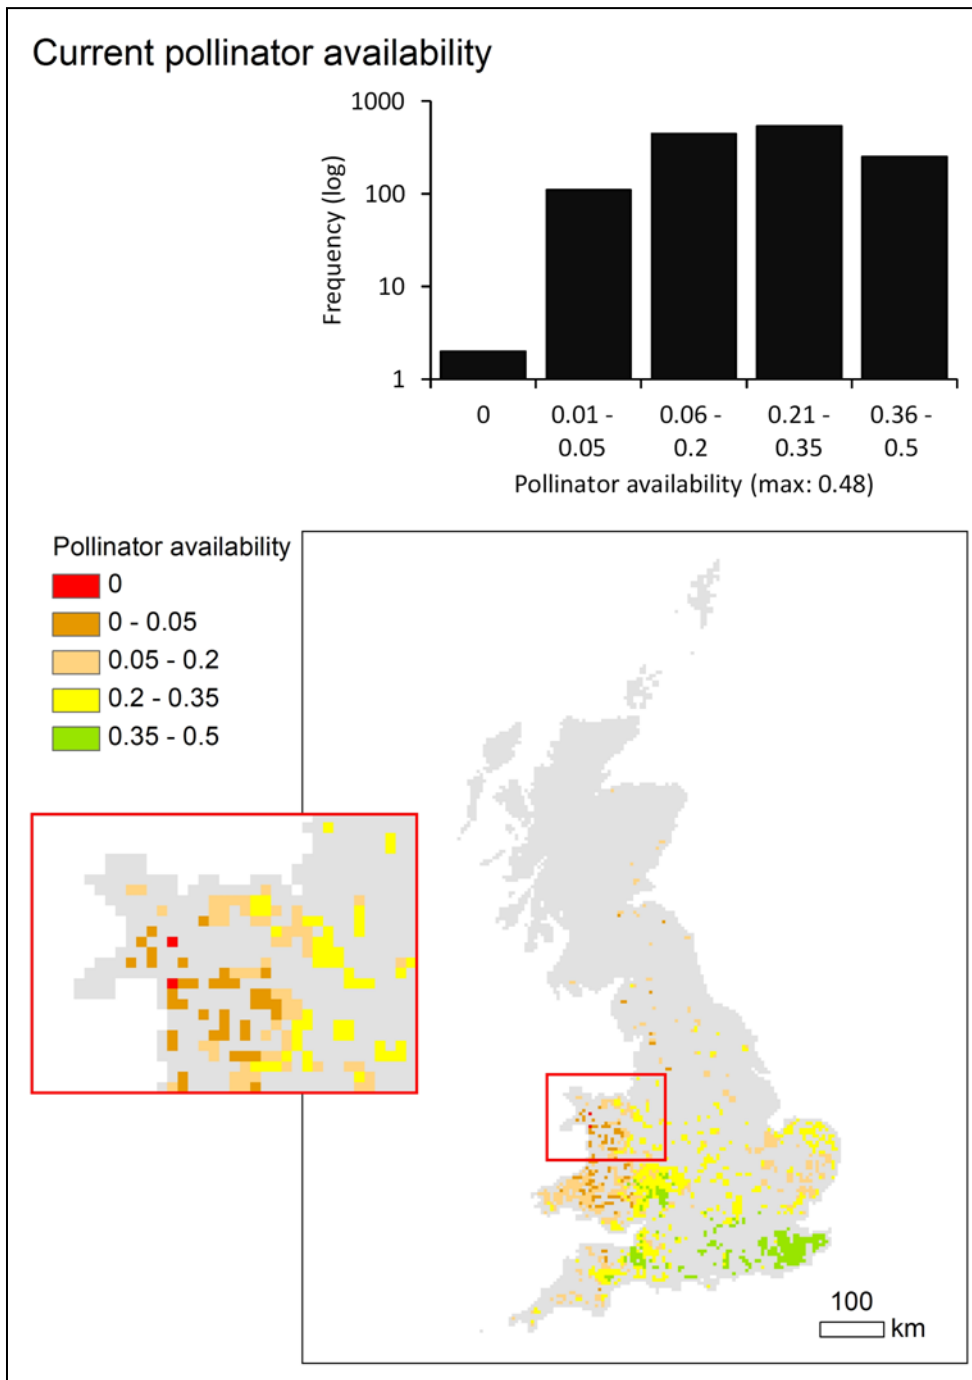 Current pollinator availability
1000
100
10
1
Frequency (log)
0
0.01 -
0.05
0.06 -
0.2
0.21 -
0.35
0.36 -
0.5
Pollinator availability (max: 0.48)
Pollinator availability
0
0 - 0.05
0.05 - 0.2
0.2 - 0.35
0.35 - 0.5
100
km